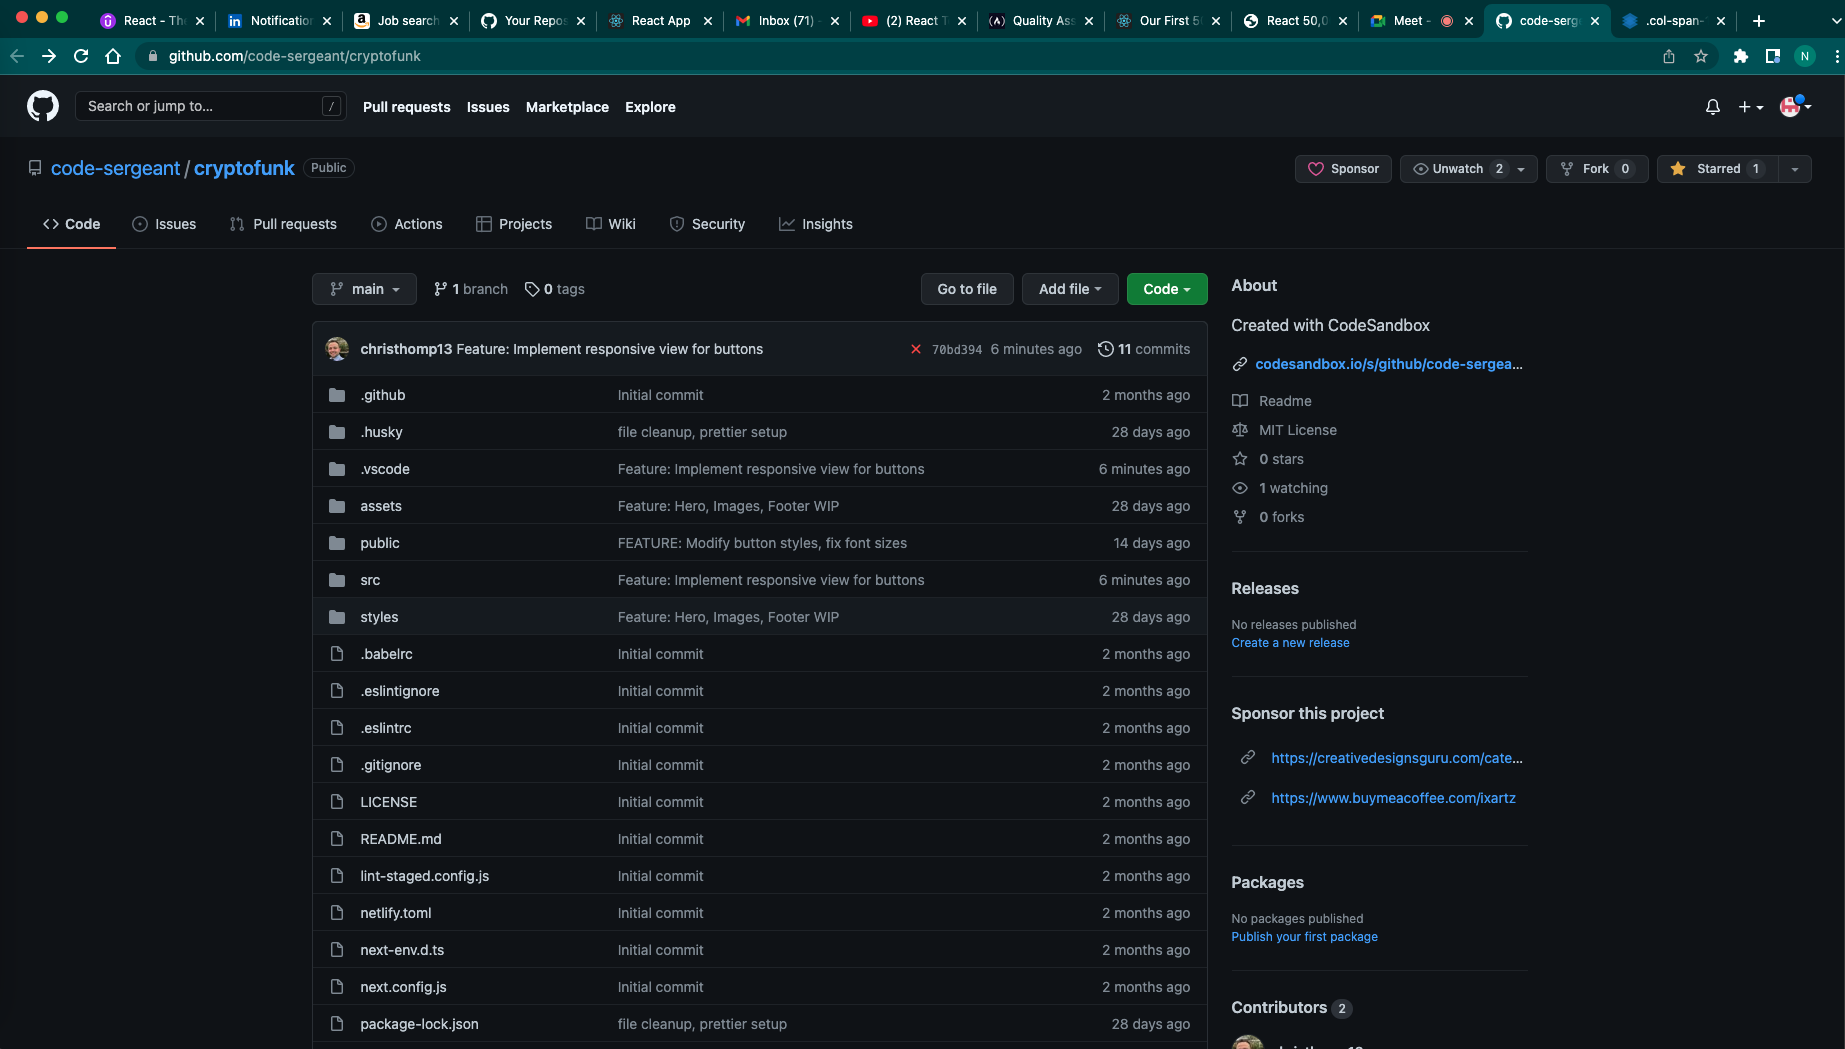 React - The
Notification
Job search
Your Repos
React App
Inbox (71) -
(2) React T
Quality Ass
Our First 5
React 50,0
Meet -
code-serg
.col-span-
github.com/code-sergeant/cryptofunk
N
Search or jump to... /
Pull requests Issues Marketplace Explore
code-sergeant / cryptofunk Public
Sponsor Unwatch 2 Fork 0 Starred 1
Code Issues Pull requests Actions Projects Wiki Security Insights
main 1 branch 0 tags Go to file Add file Code
christhomp13 Feature: Implement responsive view for buttons 70bd394 6 minutes ago 11 commits
.github Initial commit 2 months ago
.husky file cleanup, prettier setup 28 days ago
.vscode Feature: Implement responsive view for buttons 6 minutes ago
assets Feature: Hero, Images, Footer WIP 28 days ago
public FEATURE: Modify button styles, fix font sizes 14 days ago
src Feature: Implement responsive view for buttons 6 minutes ago
styles Feature: Hero, Images, Footer WIP 28 days ago
.babelrc Initial commit 2 months ago
.eslintignore Initial commit 2 months ago
.eslintrc Initial commit 2 months ago
.gitignore Initial commit 2 months ago
LICENSE Initial commit 2 months ago
README.md Initial commit 2 months ago
lint-staged.config.js Initial commit 2 months ago
netlify.toml Initial commit 2 months ago
next-env.d.ts Initial commit 2 months ago
next.config.js Initial commit 2 months ago
package-lock.json file cleanup, prettier setup 28 days ago
About
Created with CodeSandbox
codesandbox.io/s/github/code-sergea...
Readme
MIT License
0 stars
1 watching
0 forks
Releases
No releases published
Create a new release
Sponsor this project
https://creativedesignsguru.com/cate...
https://www.buymeacoffee.com/ixartz
Packages
No packages published
Publish your first package
Contributors 2